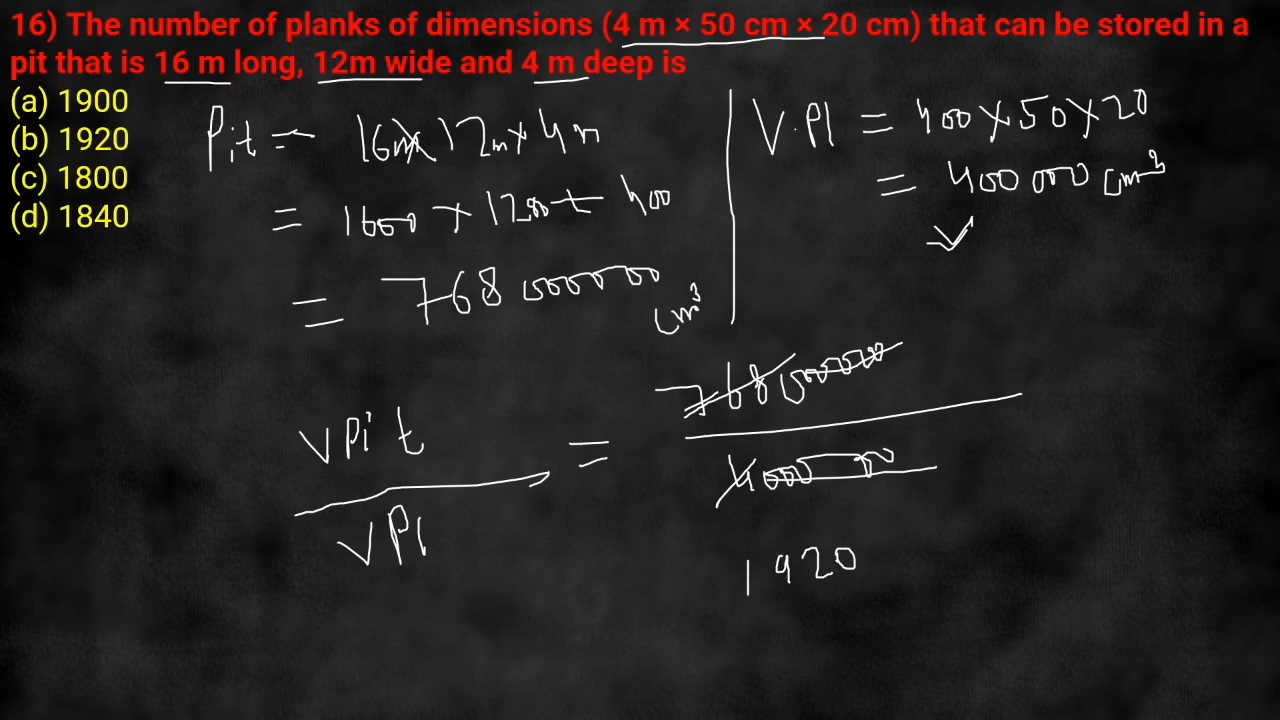 16) The number of planks of dimensions (4 m × 50 cm × 20 cm) that can be stored in a
pit that is 16 m long, 12m wide and 4 m deep is
(a) 1900
(b) 1920
(c) 1800
(d) 1840
Pit = 16m x 12m x 4m
= 1600 x 1200 x 400
= 768000000
cm³
V.Pl = 400 x 50 x 20
= 400000 cm³
V Pit
V Pl
=
768000000
400000
1920